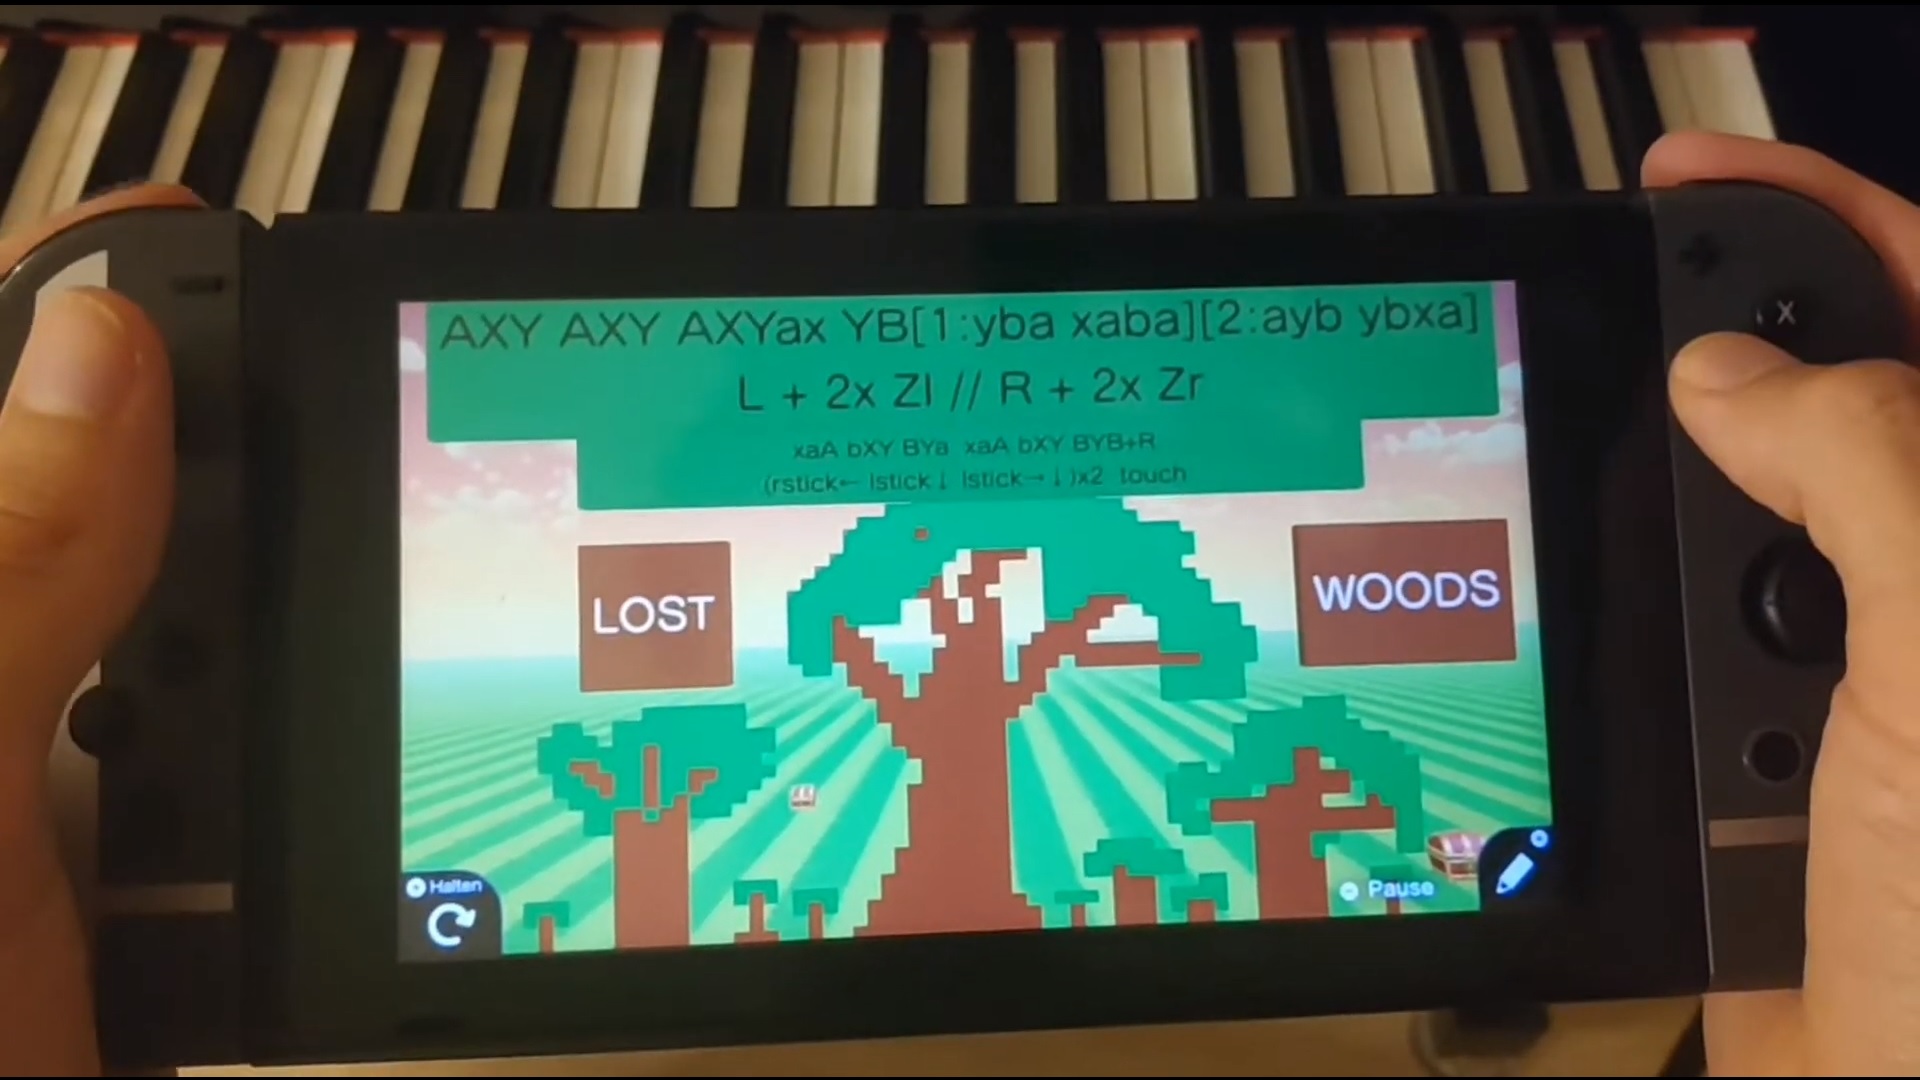 AXY AXY AXYax YB[1:yba xaba][2:ayb ybxa]
L + 2x Zl // R + 2x Zr
xaA bXY BYa xaA bXY BYB+R
(rstick← lstick↓ lstick→↓)x2 touch
LOST
WOODS
Halten
Pause
X